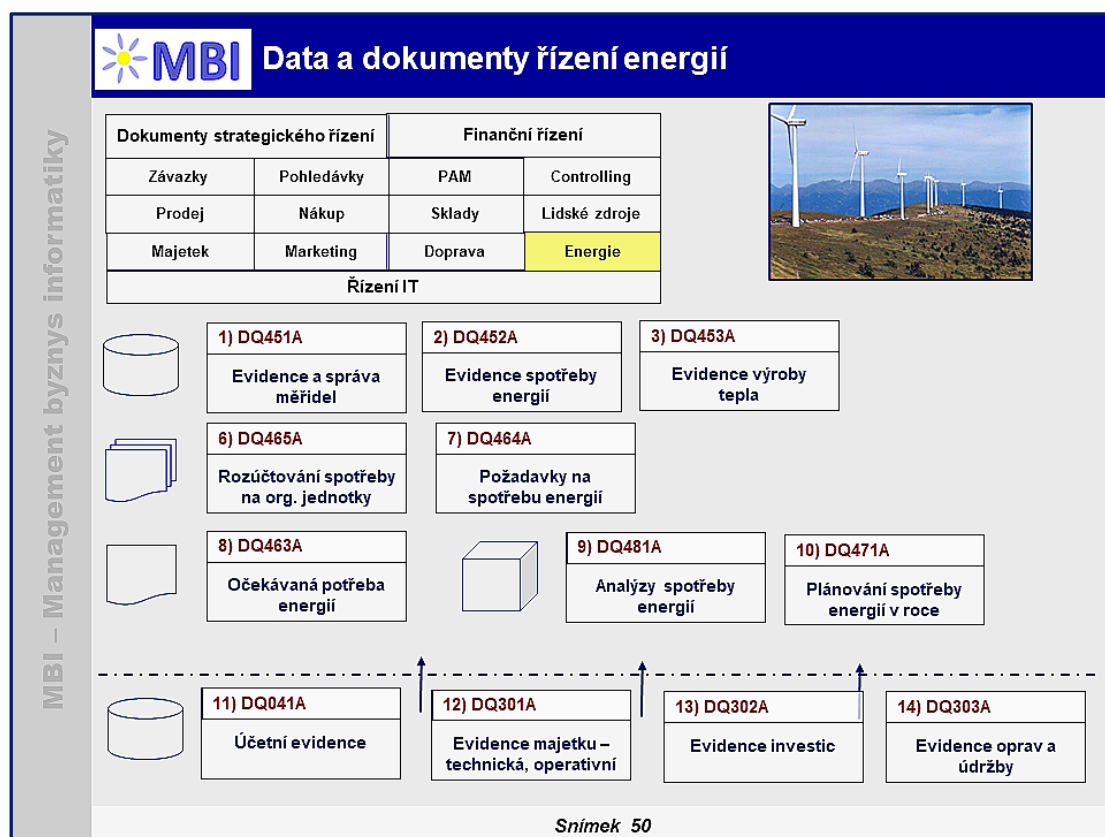 MBI
Data a dokumenty řízení energií
MBI – Management byznys informatiky
Dokumenty strategického řízení
Finanční řízení
Závazky
Pohledávky
PAM
Controlling
Prodej
Nákup
Sklady
Lidské zdroje
Majetek
Marketing
Doprava
Energie
Řízení IT
1) DQ451A
Evidence a správa
měřidel
2) DQ452A
Evidence spotřeby
energií
3) DQ453A
Evidence výroby
tepla
6) DQ465A
Rozúčtování spotřeby
na org. jednotky
7) DQ464A
Požadavky na
spotřebu energií
8) DQ463A
Očekávaná potřeba
energií
9) DQ481A
Analýzy spotřeby
energií
10) DQ471A
Plánování spotřeby
energií v roce
11) DQ041A
Účetní evidence
12) DQ301A
Evidence majetku –
technická, operativní
13) DQ302A
Evidence investic
14) DQ303A
Evidence oprav a
údržby
Snímek 50